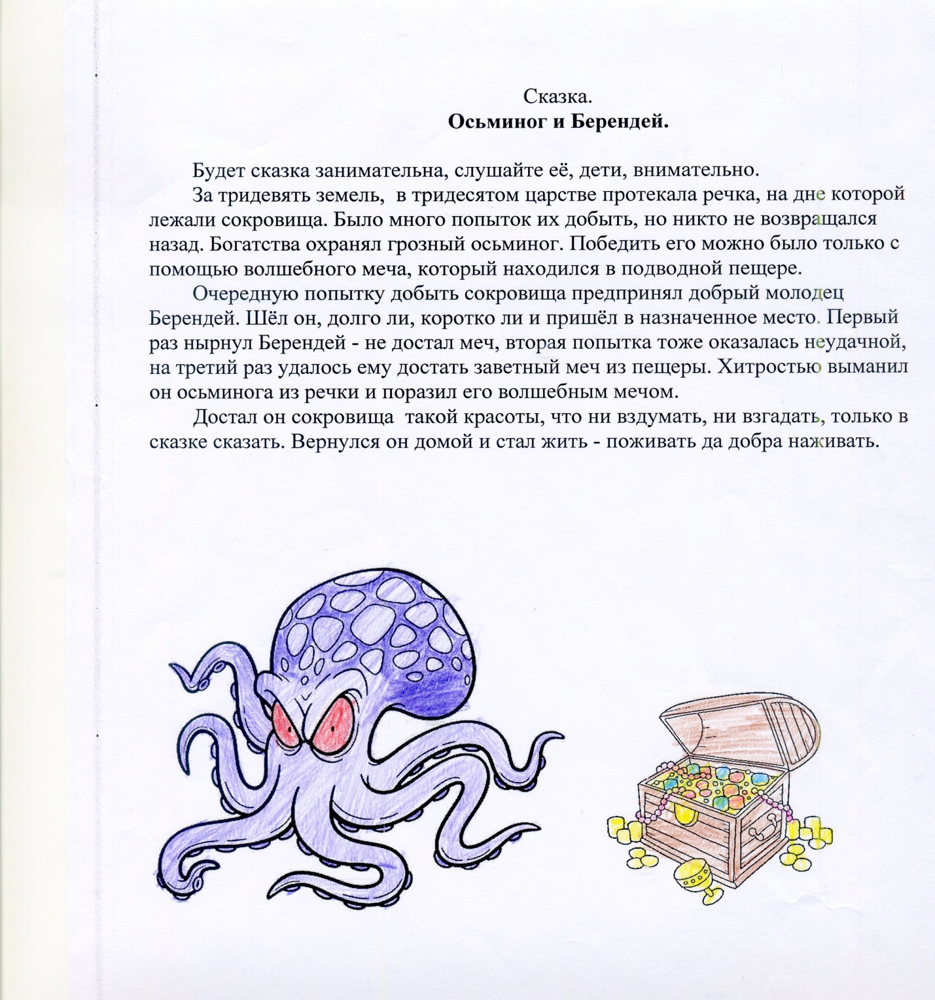 Сказка.
Осьминог и Берендей.
Будет сказка занимательна, слушайте её, дети, внимательно.
За тридевять земель,  в тридесятом царстве протекала речка, на дне которой
лежали сокровища. Было много попыток их добыть, но никто не возвращался
назад. Богатства охранял грозный осьминог. Победить его можно было только с
помощью волшебного меча, который находился в подводной пещере.
Очередную попытку добыть сокровища предпринял добрый молодец
Берендей. Шёл он, долго ли, коротко ли и пришёл в назначенное место. Первый
раз нырнул Берендей - не достал меч, вторая попытка тоже оказалась неудачной,
на третий раз удалось ему достать заветный меч из пещеры. Хитростью выманил
он осьминога из речки и поразил его волшебным мечом.
Достал он сокровища  такой красоты, что ни вздумать, ни взгадать, только в
сказке сказать. Вернулся он домой и стал жить - поживать да добра наживать.